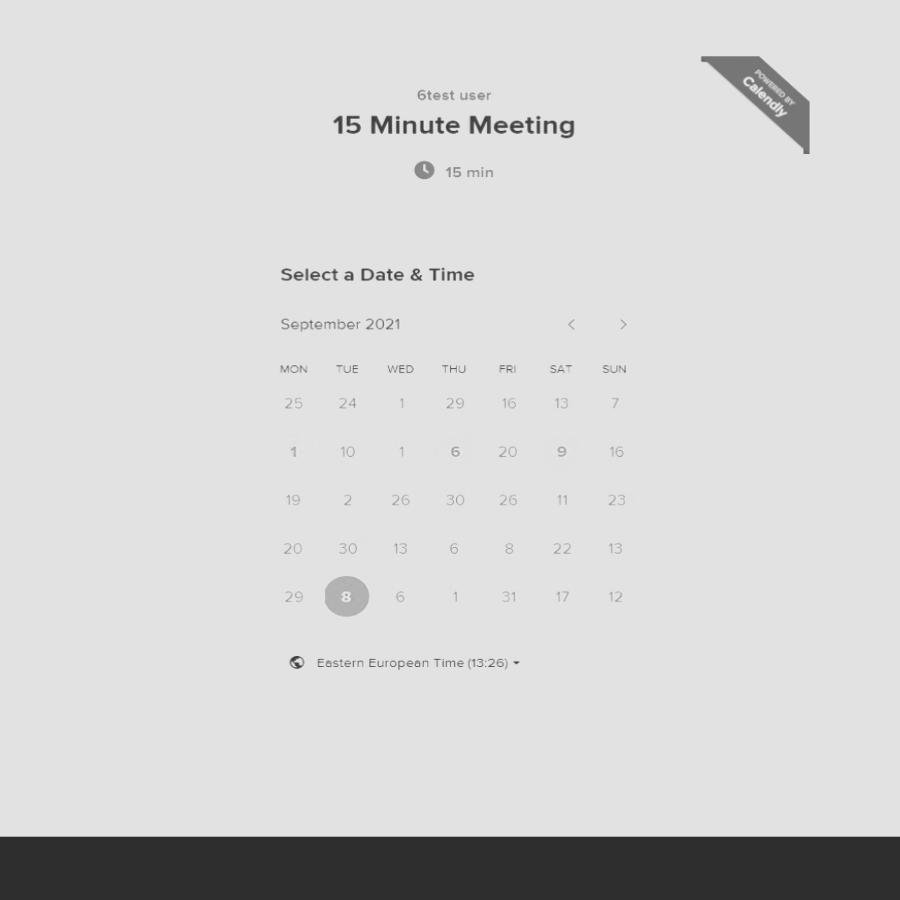 POWERED BY
Calendly
6test user
15 Minute Meeting
15 min
Select a Date & Time
September 2021
MON TUE WED THU FRI SAT SUN
25 24 1 29 16 13 7
1 10 1 6 20 9 16
19 2 26 30 26 11 23
20 30 13 6 8 22 13
29 8 6 1 31 17 12
Eastern European Time (13:26)